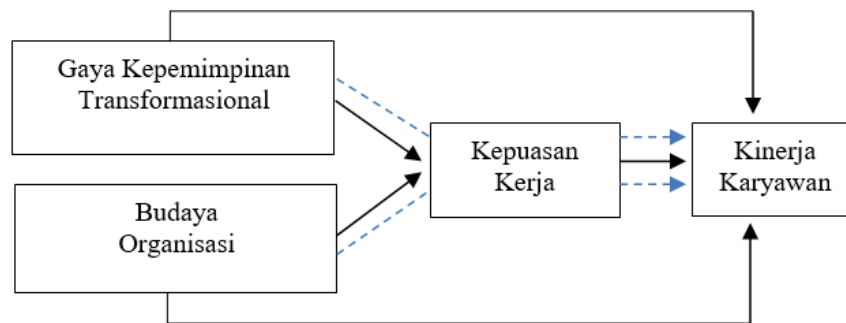 Gaya Kepemimpinan
Transformasional
Budaya
Organisasi
Kepuasan
Kerja
Kinerja
Karyawan